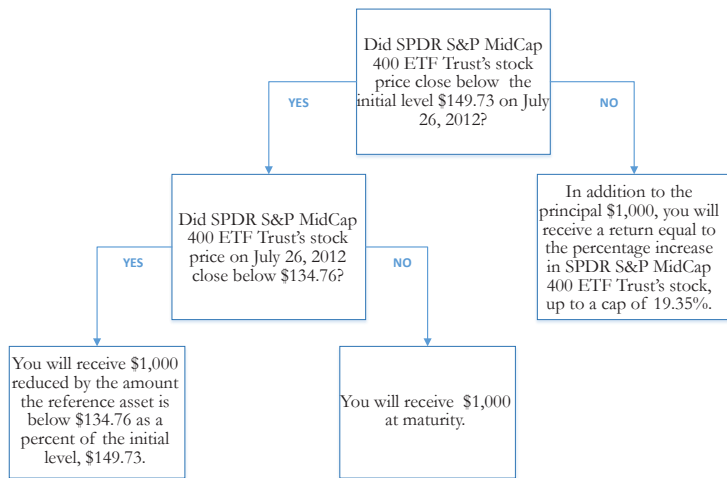 Did SPDR S&P MidCap
400 ETF Trust's stock
price close below the
initial level $149.73 on July
26, 2012?
YES
NO
Did SPDR S&P MidCap
400 ETF Trust's stock
price on July 26, 2012
close below $134.76?
In addition to the
principal $1,000, you will
receive a return equal to
the percentage increase
in SPDR S&P MidCap
400 ETF Trust's stock,
up to a cap of 19.35%.
YES
NO
You will receive $1,000
reduced by the amount
the reference asset is
below $134.76 as a
percent of the initial
level, $149.73.
You will receive $1,000
at maturity.